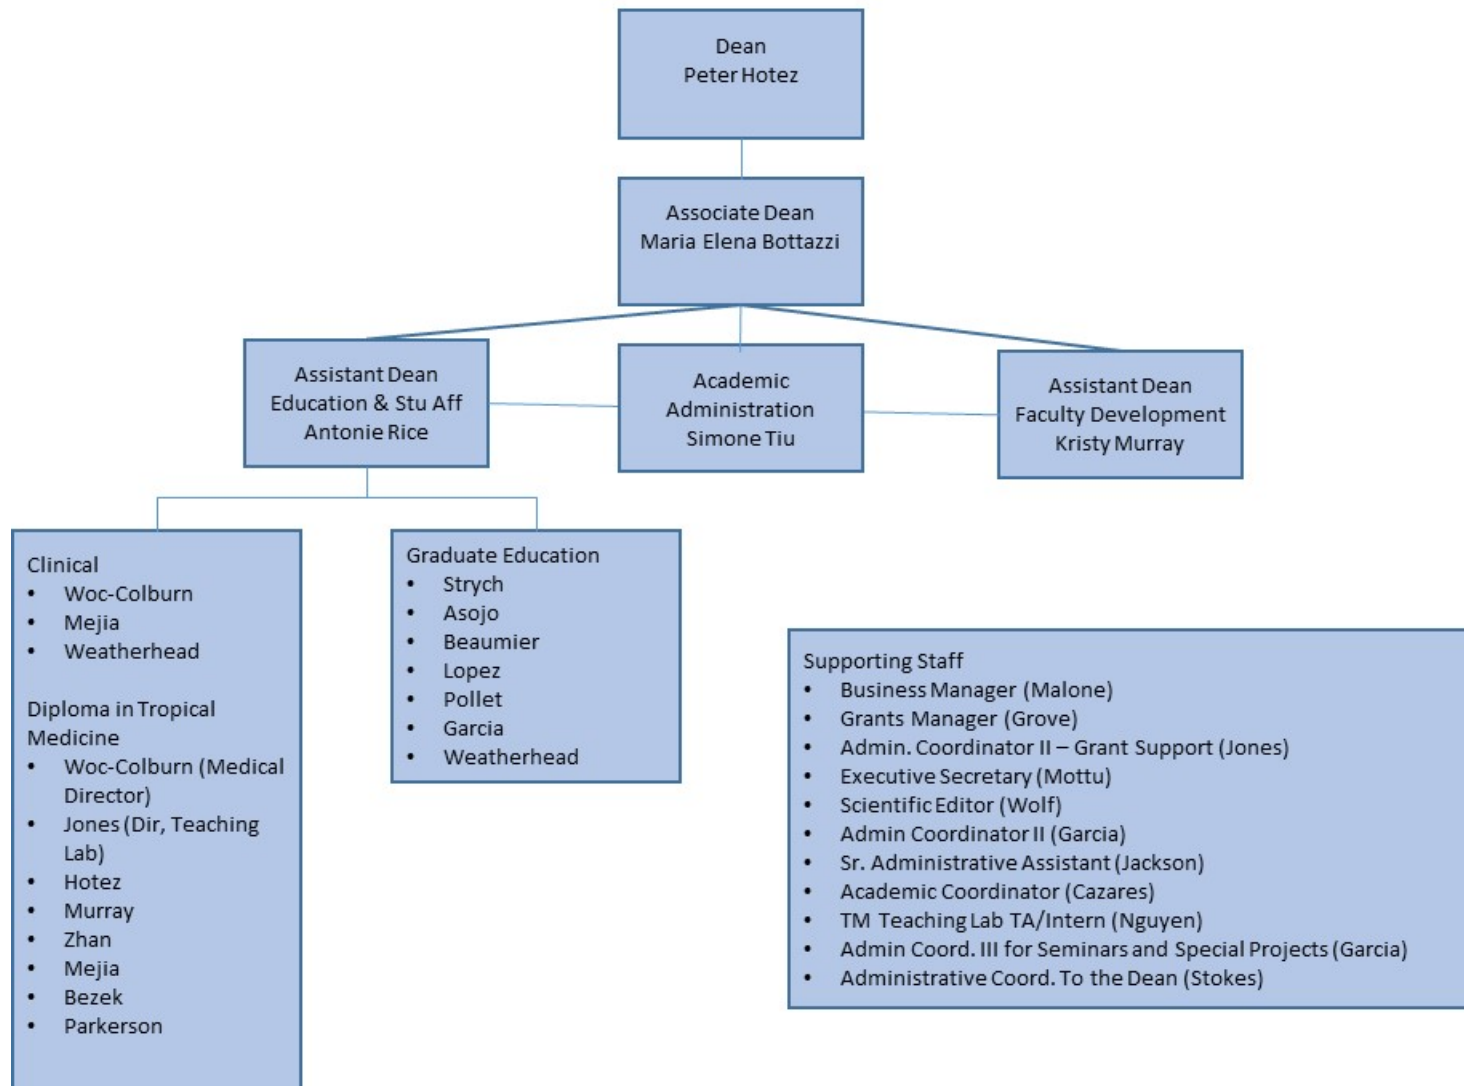 Dean
Peter Hotez
Associate Dean
Maria Elena Bottazzi
Assistant Dean
Education & Stu Aff
Antonie Rice
Academic
Administration
Simone Tiu
Assistant Dean
Faculty Development
Kristy Murray
Clinical
• Woc-Colburn
• Mejia
• Weatherhead
Diploma in Tropical
Medicine
• Woc-Colburn (Medical
Director)
• Jones (Dir, Teaching
Lab)
• Hotez
• Murray
• Zhan
• Mejia
• Bezek
• Parkerson
Graduate Education
• Strych
• Asojo
• Beaumier
• Lopez
• Pollet
• Garcia
• Weatherhead
Supporting Staff
• Business Manager (Malone)
• Grants Manager (Grove)
• Admin. Coordinator II – Grant Support (Jones)
• Executive Secretary (Mottu)
• Scientific Editor (Wolf)
• Admin Coordinator II (Garcia)
• Sr. Administrative Assistant (Jackson)
• Academic Coordinator (Cazares)
• TM Teaching Lab TA/Intern (Nguyen)
• Admin Coord. III for Seminars and Special Projects (Garcia)
• Administrative Coord. To the Dean (Stokes)